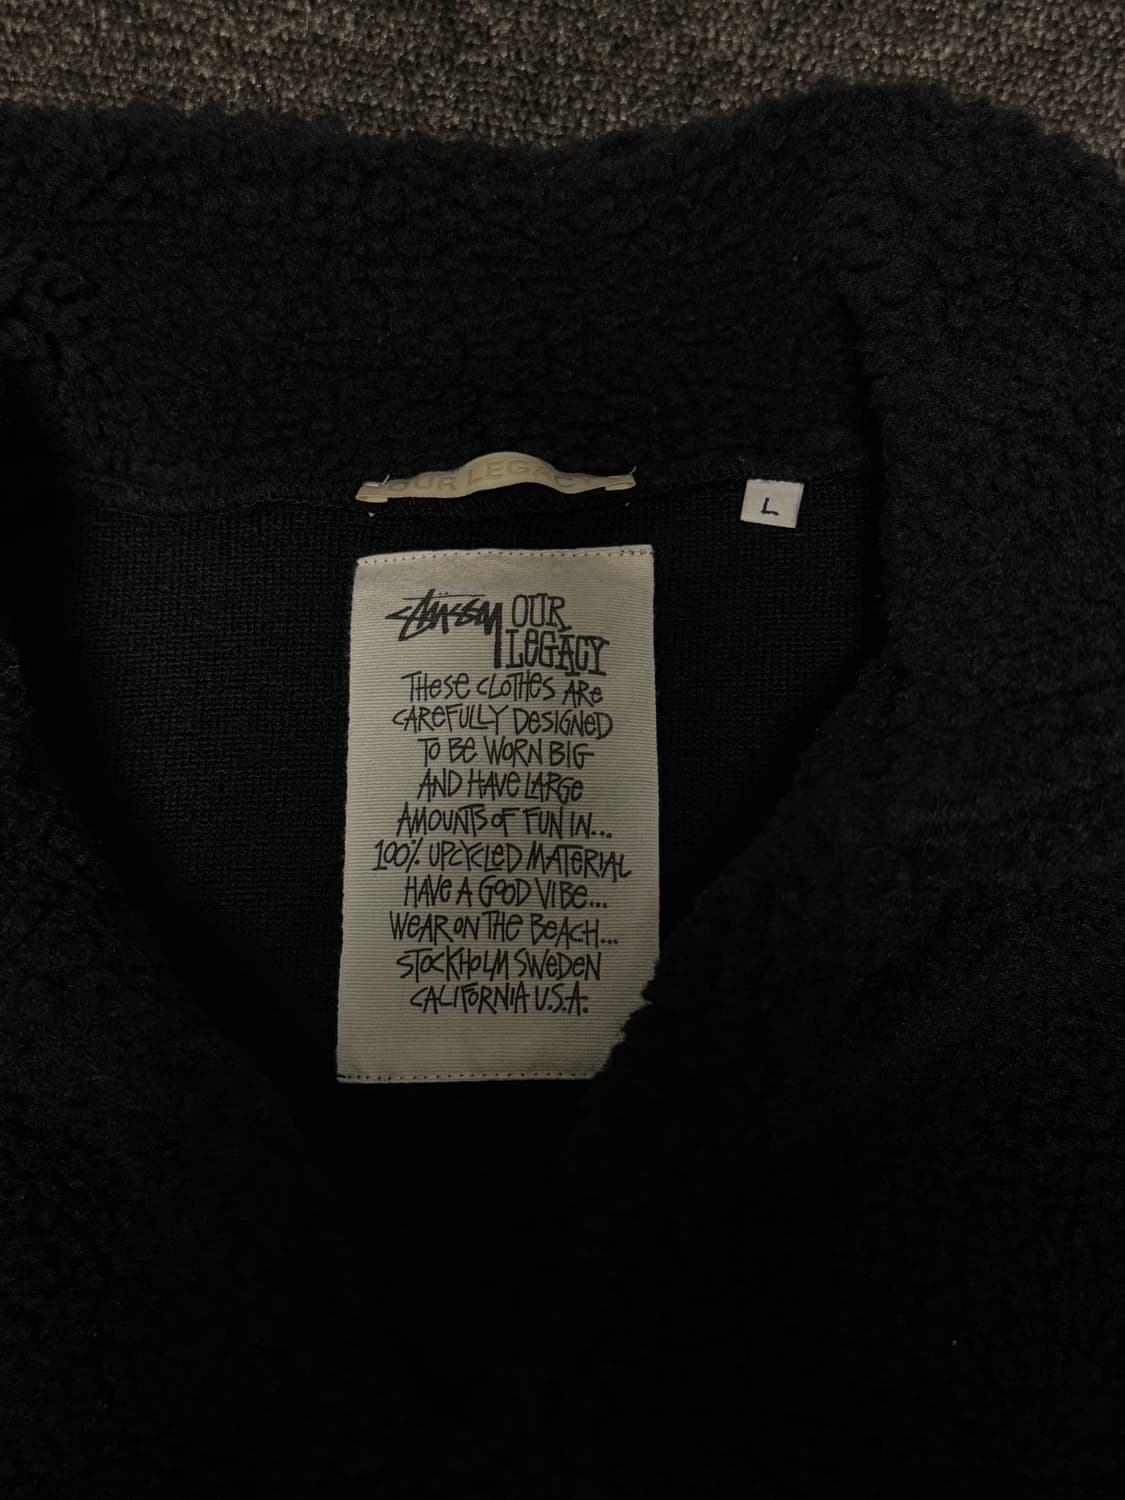 OUR LEGACY
L
STÜSSY OUR
LEGACY
THESE CLOTHES ARE
CAREFULLY DESIGNED
TO BE WORN BIG
AND HAVE LARGE
AMOUNTS OF FUN IN...
100% UPCYCLED MATERIAL
HAVE A GOOD VIBE...
WEAR ON THE BEACH...
STOCKHOLM SWEDEN
CALIFORNIA U.S.A.